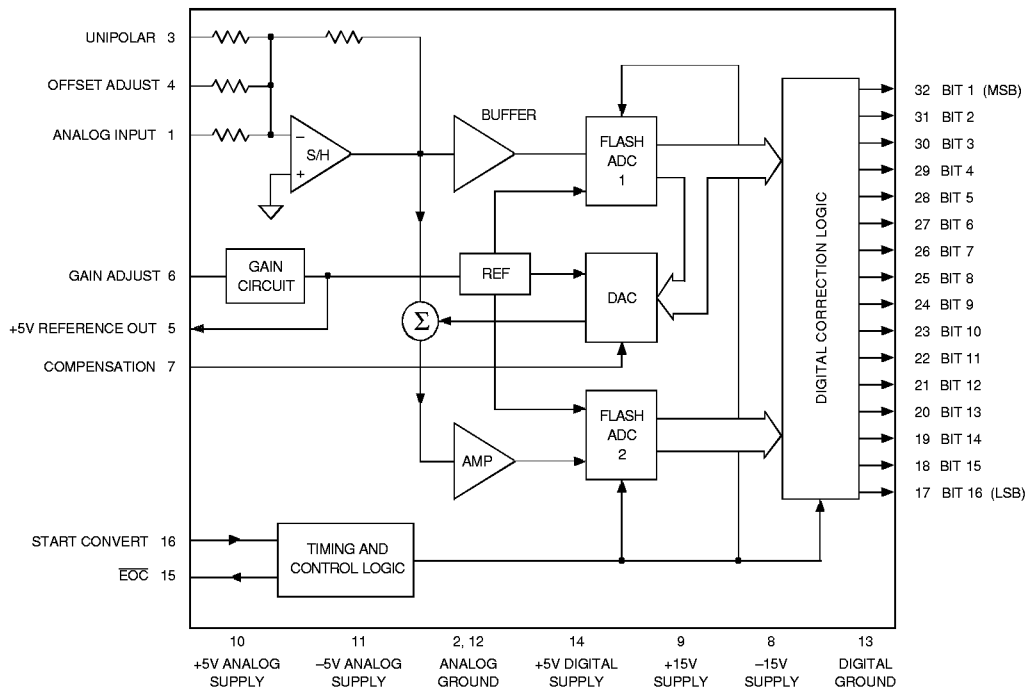 UNIPOLAR 3
OFFSET ADJUST 4
ANALOG INPUT 1
−
S/H
+
BUFFER
FLASH
ADC
1
GAIN ADJUST 6
GAIN
CIRCUIT
REF
DAC
+5V REFERENCE OUT 5
Σ
COMPENSATION 7
AMP
FLASH
ADC
2
DIGITAL CORRECTION LOGIC
32 BIT 1 (MSB)
31 BIT 2
30 BIT 3
29 BIT 4
28 BIT 5
27 BIT 6
26 BIT 7
25 BIT 8
24 BIT 9
23 BIT 10
22 BIT 11
21 BIT 12
20 BIT 13
19 BIT 14
18 BIT 15
17 BIT 16 (LSB)
START CONVERT 16
E̅O̅C̅ 15
TIMING AND
CONTROL LOGIC
10
+5V ANALOG
SUPPLY
11
–5V ANALOG
SUPPLY
2, 12
ANALOG
GROUND
14
+5V DIGITAL
SUPPLY
9
+15V
SUPPLY
8
–15V
SUPPLY
13
DIGITAL
GROUND